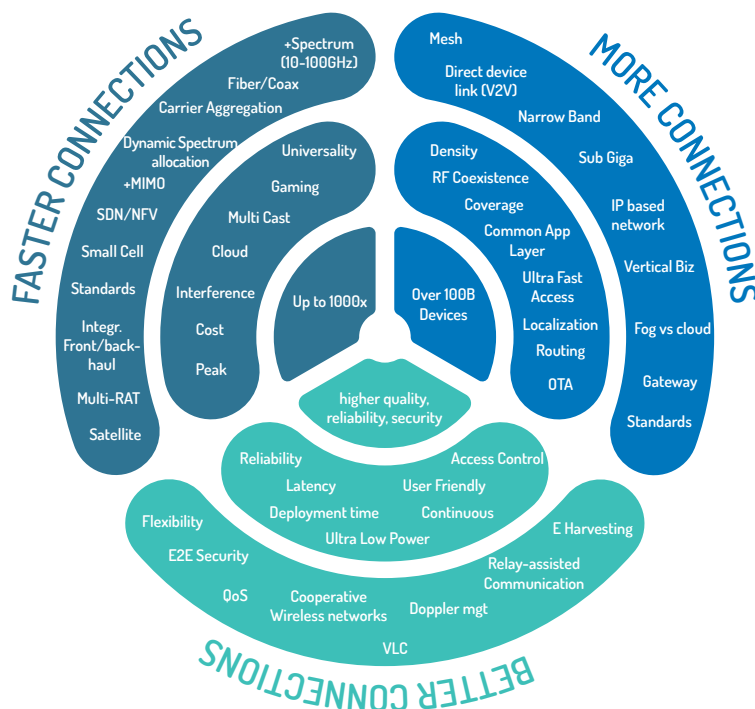 FASTER CONNECTIONS
+Spectrum
(10-100GHz)
Fiber/Coax
Carrier Aggregation
Dynamic Spectrum
allocation
+MIMO
SDN/NFV
Small Cell
Standards
Integr.
Front/back-
haul
Multi-RAT
Satellite
Universality
Gaming
Multi Cast
Cloud
Interference
Cost
Peak
Up to 1000x
MORE CONNECTIONS
Mesh
Direct device
link (V2V)
Narrow Band
Sub Giga
IP based
network
Vertical Biz
Fog vs cloud
Gateway
Standards
Density
RF Coexistence
Coverage
Common App
Layer
Ultra Fast
Access
Localization
Routing
OTA
Over 100B
Devices
higher quality,
reliability, security
Reliability
Access Control
Latency
User Friendly
Deployment time
Continuous
Ultra Low Power
Flexibility
E Harvesting
E2E Security
Relay-assisted
Communication
QoS
Cooperative
Wireless networks
Doppler mgt
VLC
BETTER CONNECTIONS